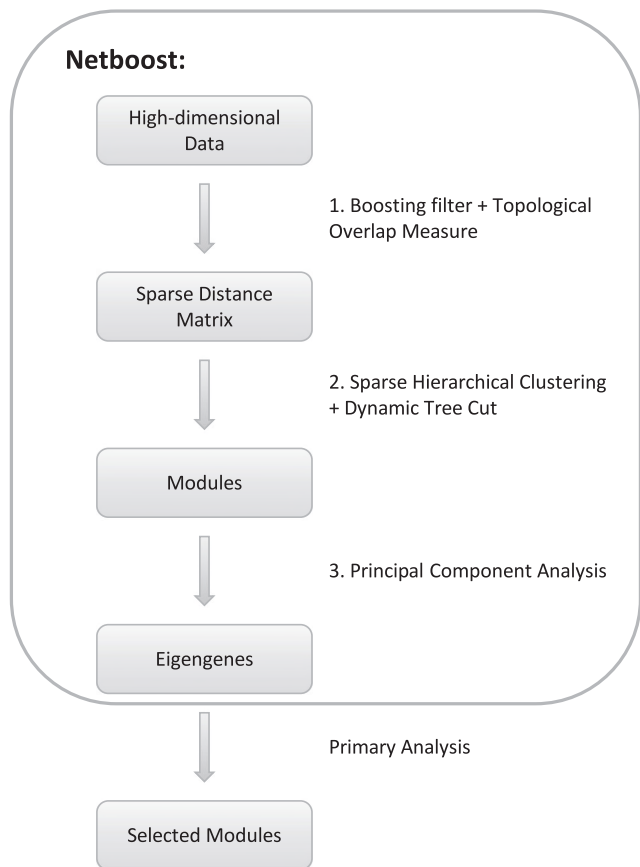 Netboost:
High-dimensional
Data
1. Boosting filter + Topological
Overlap Measure
Sparse Distance
Matrix
2. Sparse Hierarchical Clustering
+ Dynamic Tree Cut
Modules
3. Principal Component Analysis
Eigengenes
Primary Analysis
Selected Modules